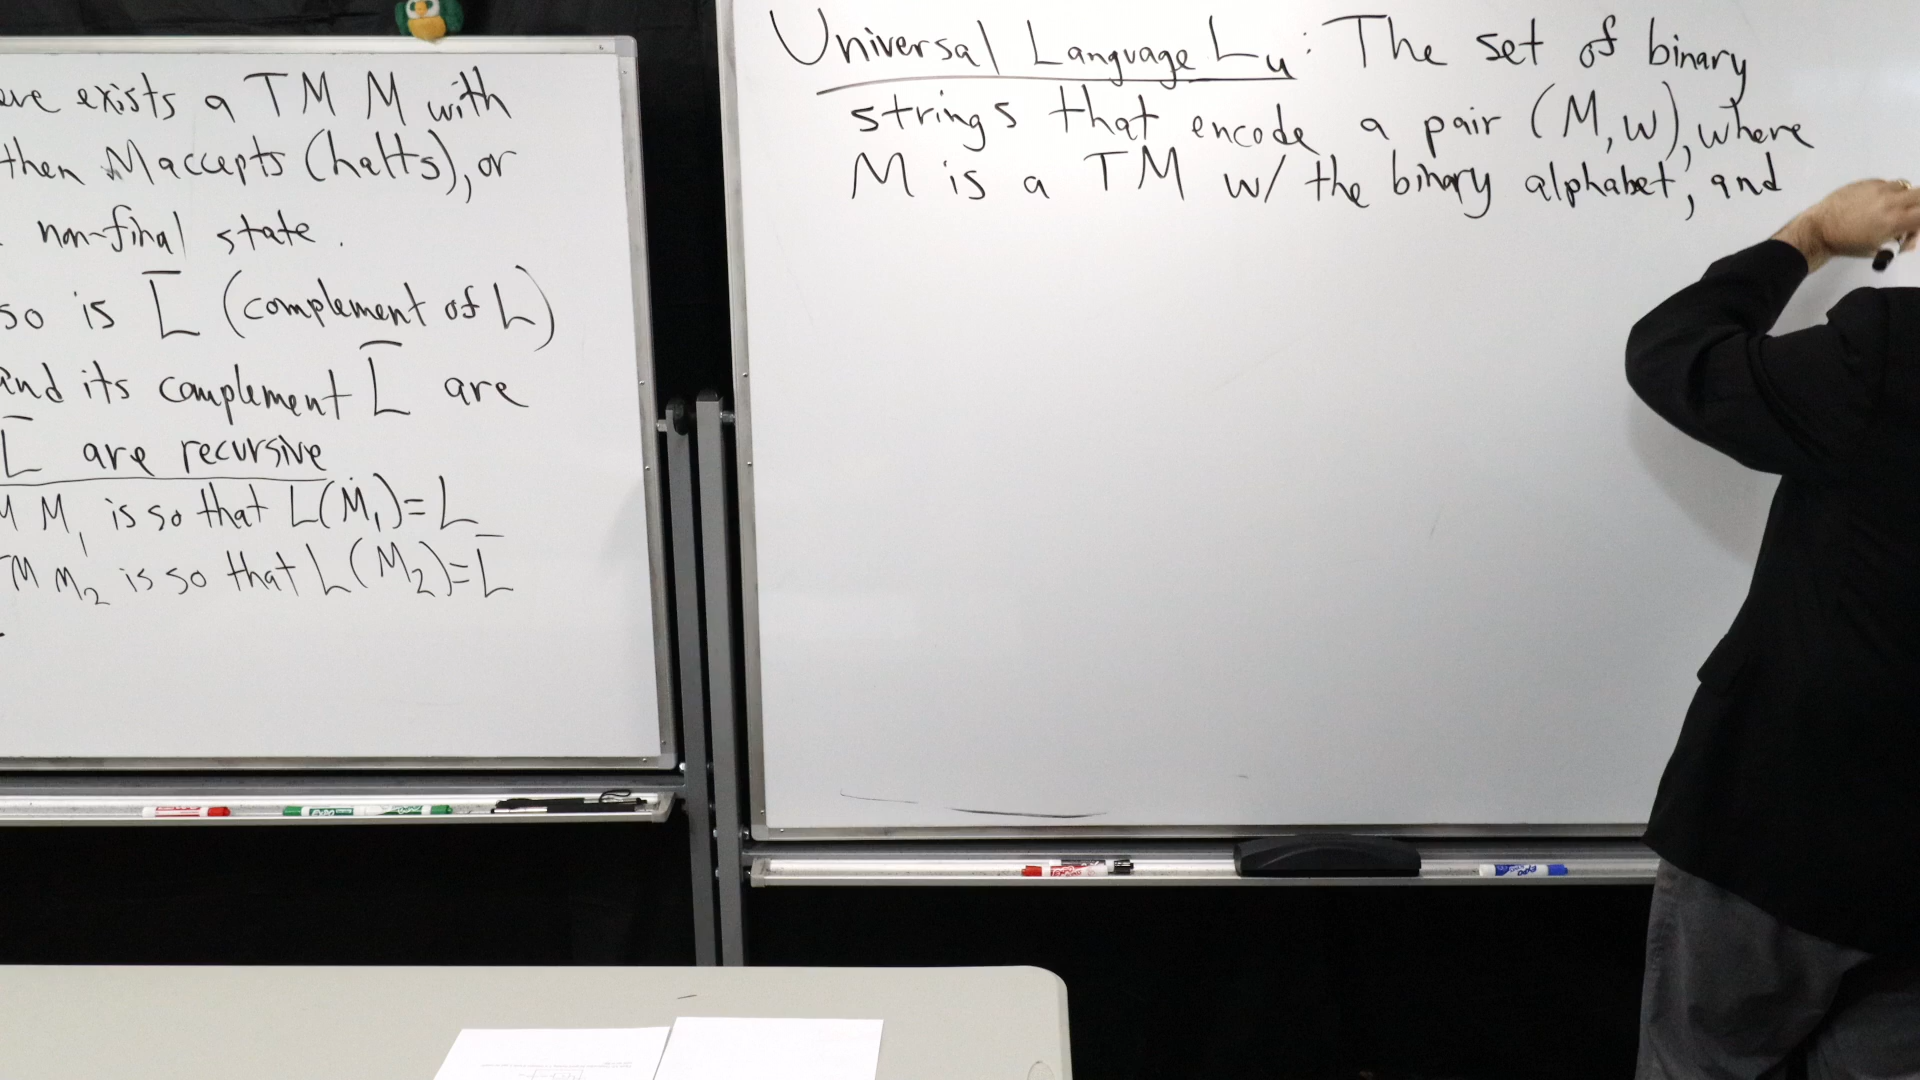 exists a TM M with
then M accepts (halts), or
non-final state.
so is L̅ (complement of L)
and its complement L̅ are
L̅ are recursive
M₁ is so that L(M₁)=L
TM M₂ is so that L(M₂)=L̅
Universal Language Lu: The set of binary
strings that encode a pair (M,w), where
M is a TM w/ the binary alphabet, and